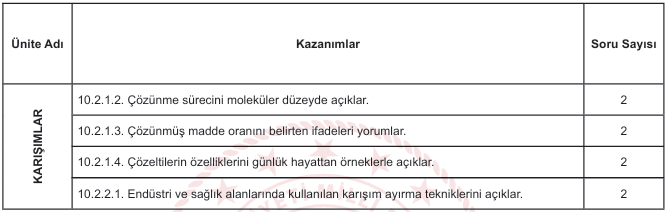 Ünite Adı Kazanımlar Soru Sayısı
KARIŞIMLAR
10.2.1.2. Çözünme sürecini moleküler düzeyde açıklar. 2
10.2.1.3. Çözünmüş madde oranını belirten ifadeleri yorumlar. 2
10.2.1.4. Çözeltilerin özelliklerini günlük hayattan örneklerle açıklar. 2
10.2.2.1. Endüstri ve sağlık alanlarında kullanılan karışım ayırma tekniklerini açıklar. 2